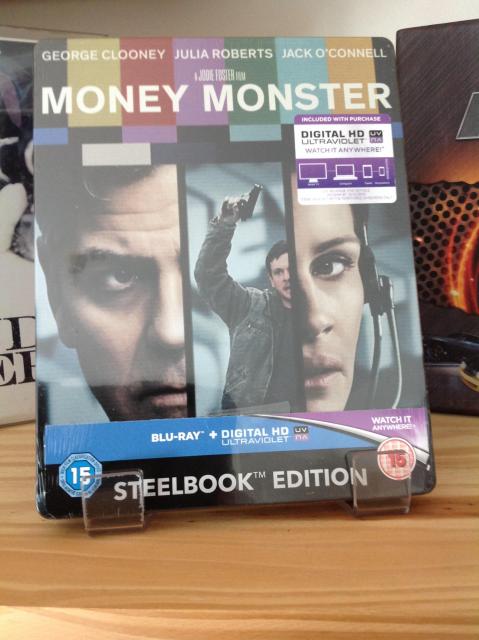 GEORGE CLOONEY JULIA ROBERTS JACK O'CONNELL
A JODIE FOSTER FILM
MONEY MONSTER
INCLUDED WITH PURCHASE
DIGITAL HD UV
ULTRAVIOLET
WATCH IT ANYWHERE!
BLU-RAY™ + DIGITAL HD UV
ULTRAVIOLET
WATCH IT
ANYWHERE!
15
STEELBOOK™ EDITION
15